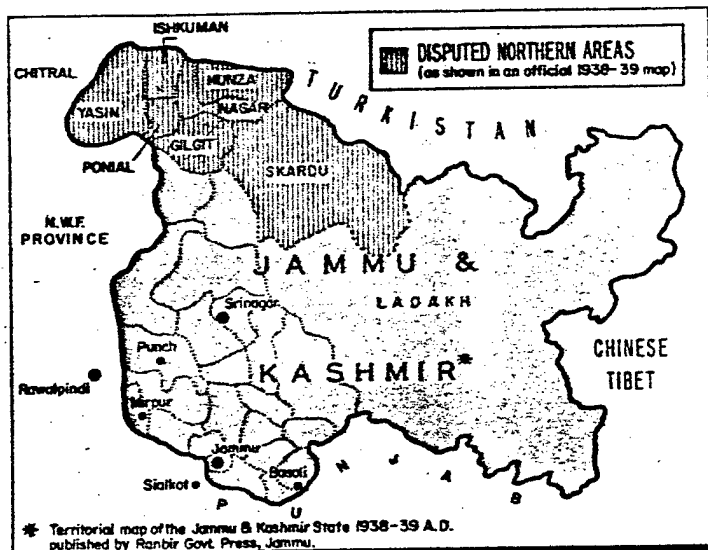 ISHKUMAN
DISPUTED NORTHERN AREAS
(as shown in an official 1938-39 map)
CHITRAL
HUNZA
TURKISTAN
YASIN
NAGAR
GILGIT
PONIAL
SKARDU
N.W.F.
PROVINCE
JAMMU &
LADAKH
Srinagar
Punch
KASHMIR*
CHINESE
TIBET
Rawalpindi
Mirpur
Jammu
Basoli
Sialkot
PUNJAB
* Territorial map of the Jammu & Kashmir State 1938-39 A.D.
published by Ranbir Govt. Press, Jammu.